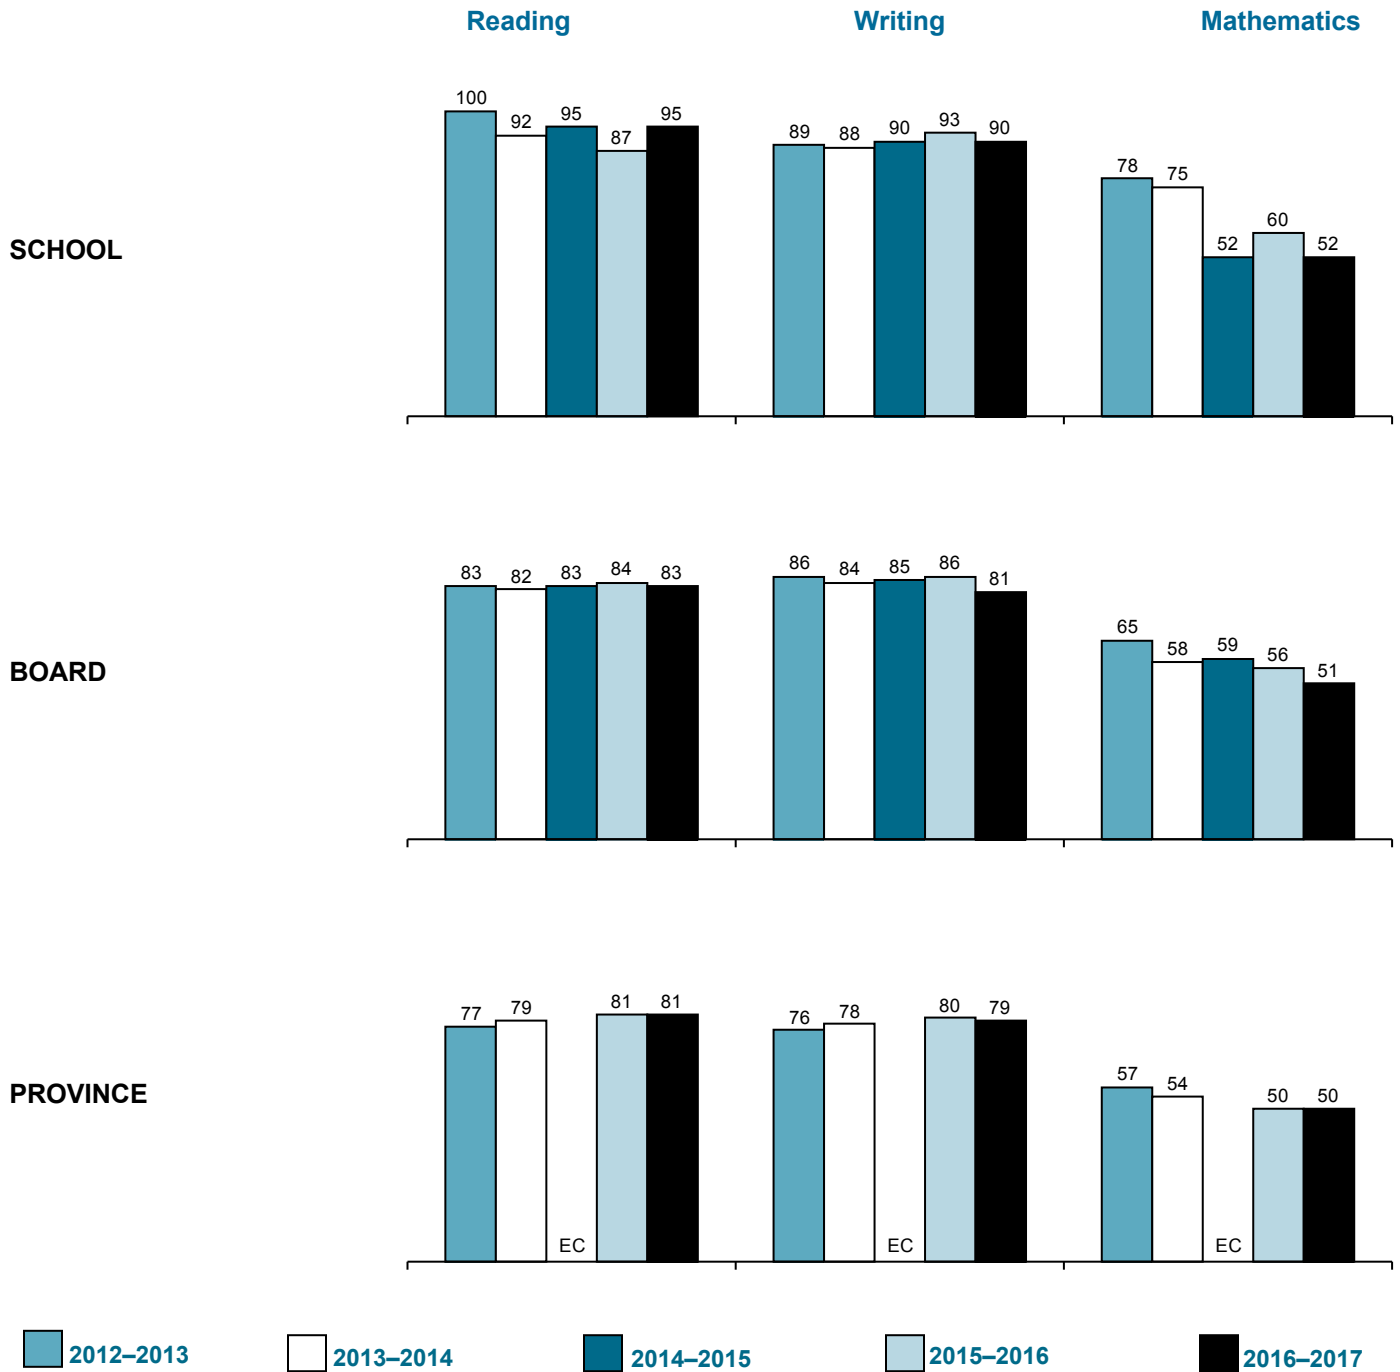 Reading Writing Mathematics
SCHOOL
100 92 95 87 95 89 88 90 93 90 78 75 52 60 52
BOARD
83 82 83 84 83 86 84 85 86 81 65 58 59 56 51
PROVINCE
77 79 EC 81 81 76 78 EC 80 79 57 54 EC 50 50
2012–2013 2013–2014 2014–2015 2015–2016 2016–2017